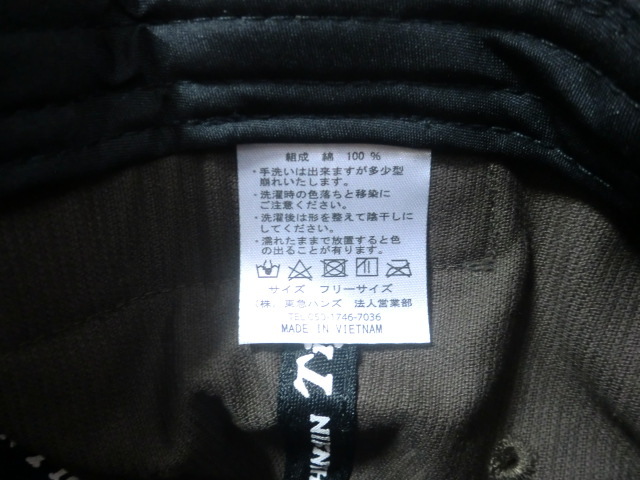 組成 綿 100 %
・手洗いは出来ますが多少型
崩れいたします。
・洗濯時の色落ちと移染に
ご注意ください。
・洗濯後は形を整えて陰干しに
してください。
・濡れたままで放置すると色
の出ることが有ります。
サイズ フリーサイズ
(株) 東急ハンズ 法人営業部
MADE IN VIETNAM